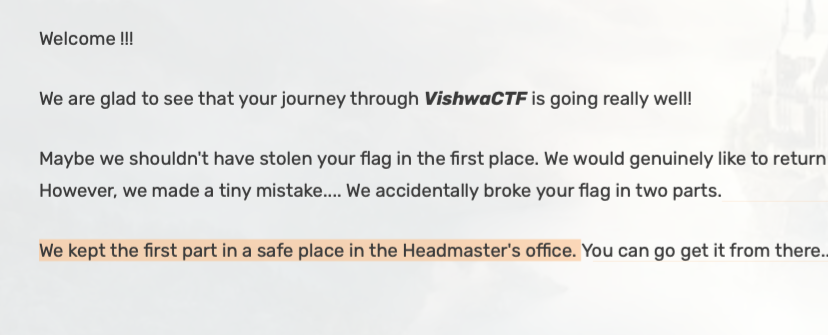 Welcome !!!
We are glad to see that your journey through VishwaCTF is going really well!
Maybe we shouldn't have stolen your flag in the first place. We would genuinely like to return
However, we made a tiny mistake.... We accidentally broke your flag in two parts.
We kept the first part in a safe place in the Headmaster's office. You can go get it from there..